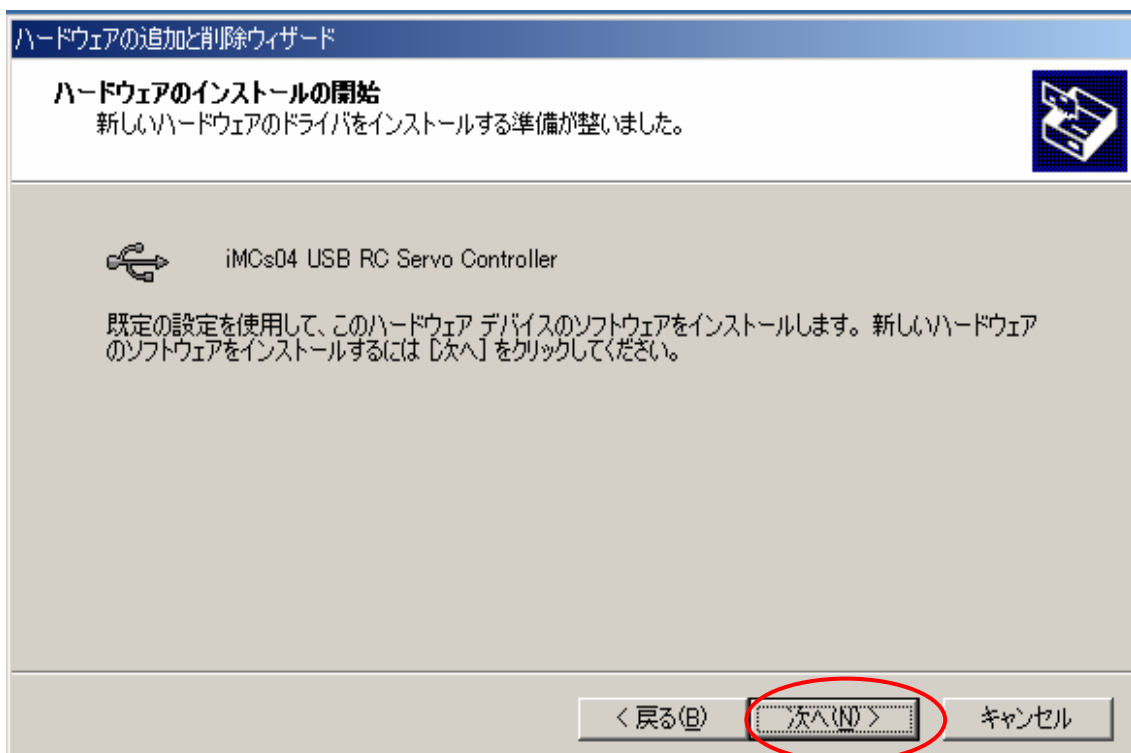 ハードウェアの追加と削除ウィザード
ハードウェアのインストールの開始
新しいハードウェアのドライバをインストールする準備が整いました。
iMCs04 USB RC Servo Controller
既定の設定を使用して、このハードウェア デバイスのソフトウェアをインストールします。 新しいハードウェア
のソフトウェアをインストールするには [次へ] をクリックしてください。
< 戻る(B)
次へ(N) >
キャンセル